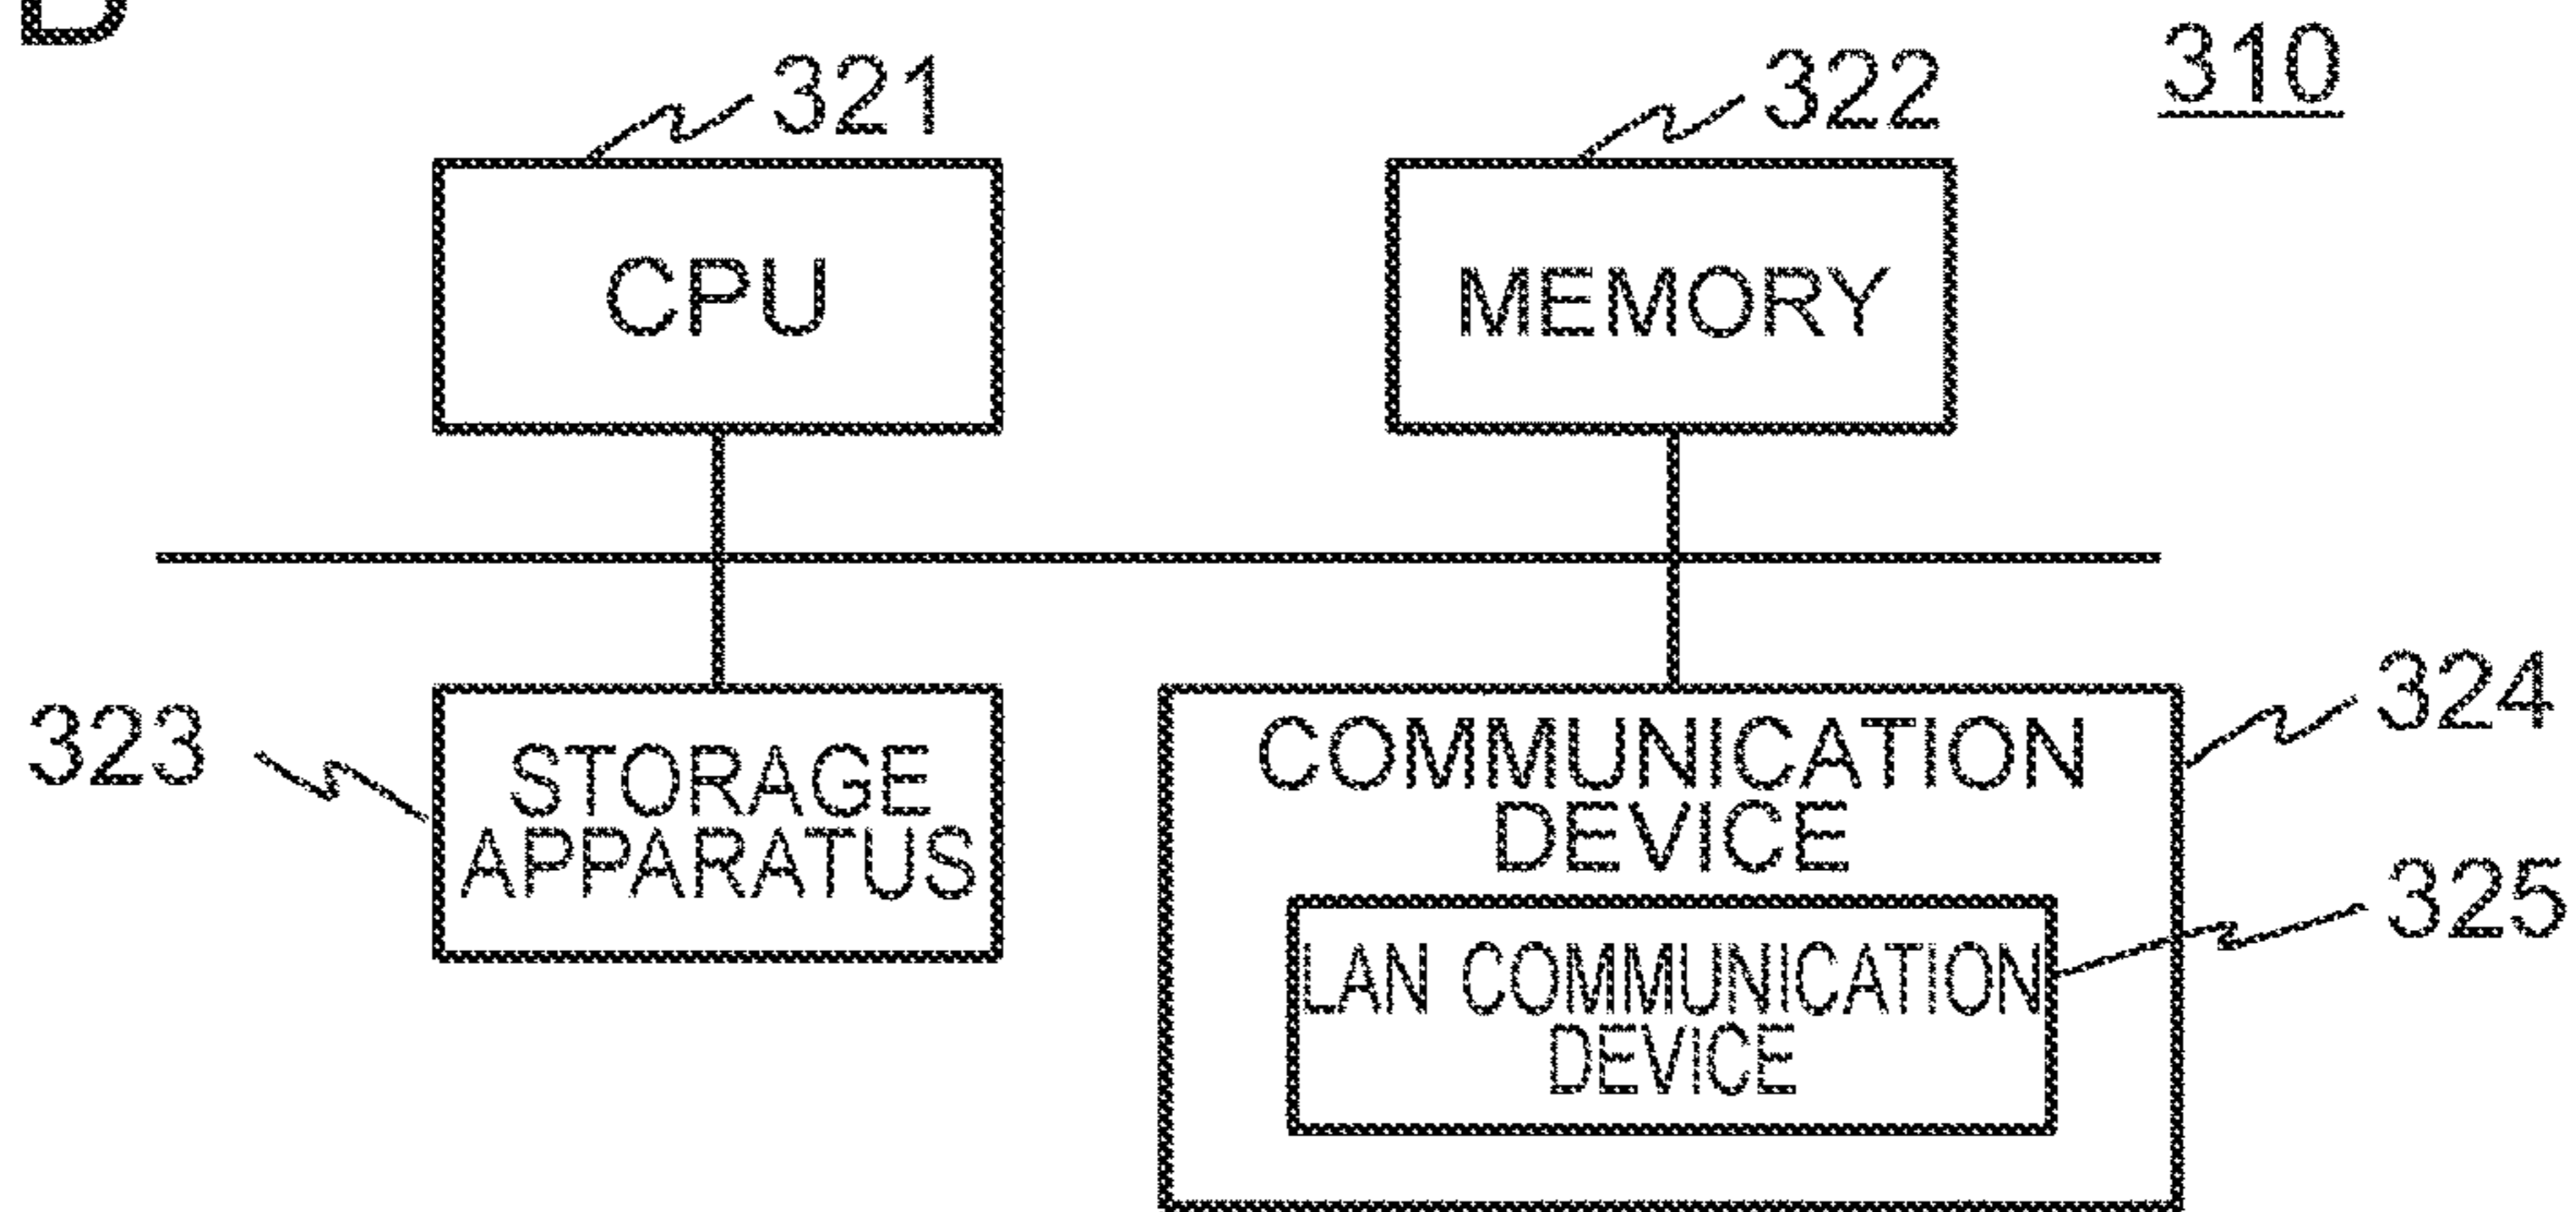 321
322
310
CPU
MEMORY
323
STORAGE
APPARATUS
COMMUNICATION
DEVICE
324
LAN COMMUNICATION
DEVICE
325